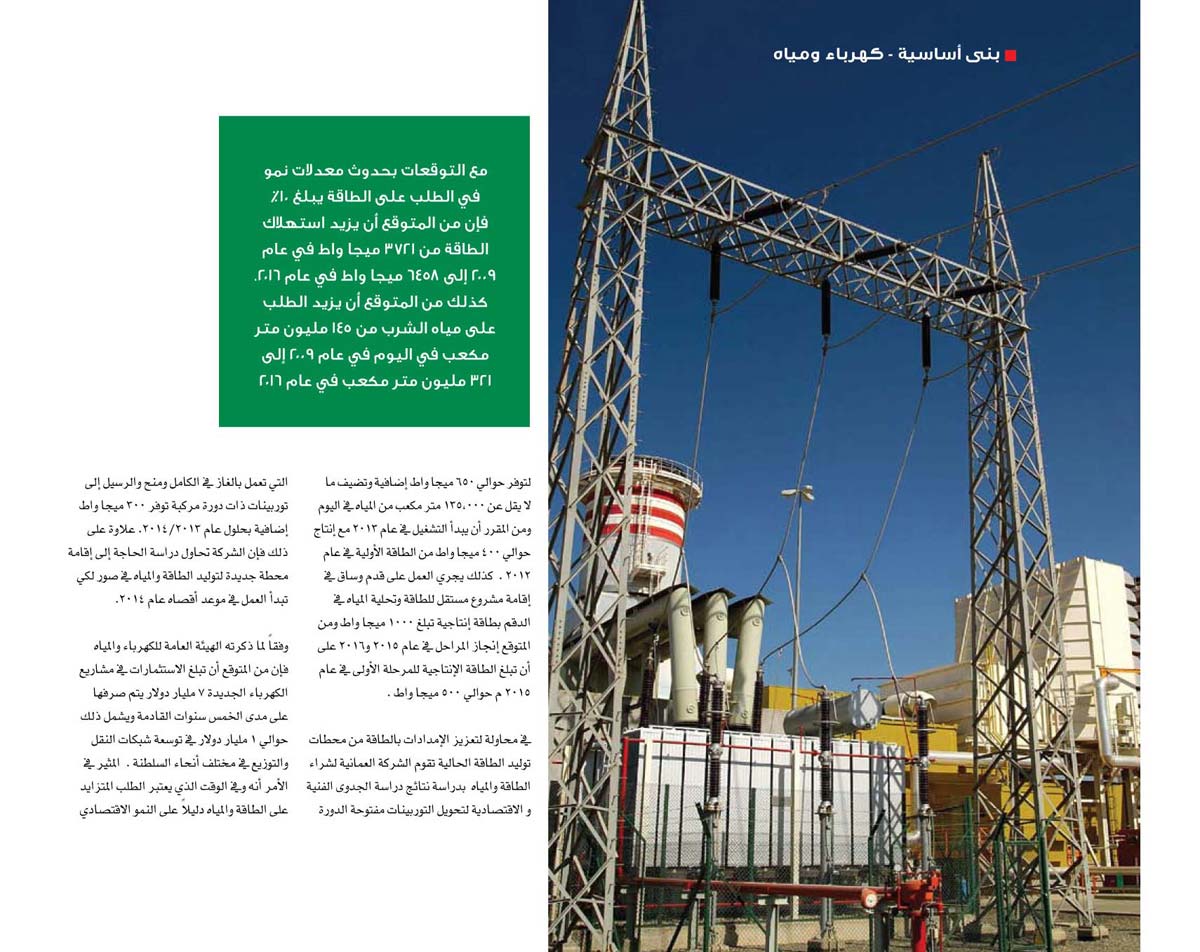 بنى أساسية - كهرباء ومياه
مع التوقعات بحدوث معدلات نمو
في الطلب على الطاقة يبلغ ١٠٪
فإن من المتوقع أن يزيد استهلاك
الطاقة من ٣٧٢١ ميجا واط في عام
٢٠٠٩ إلى ٦٤٥٨ ميجا واط في عام ٢٠١٦.
كذلك من المتوقع أن يزيد الطلب
على مياه الشرب من ١٤٥ مليون متر
مكعب في اليوم في عام ٢٠٠٩ إلى
٣٢١ مليون متر مكعب في عام ٢٠١٦
لتوفر حوالي ٦٥٠ ميجا واط إضافية وتضيف ما
لا يقل عن ١٣٥،٠٠٠ متر مكعب من المياه في اليوم
ومن المقرر أن يبدأ التشغيل في عام ٢٠١٣ مع إنتاج
حوالي ٤٠٠ ميجا واط من الطاقة الأولية في عام
٢٠١٢ . كذلك يجري العمل على قدم وساق في
إقامة مشروع مستقل للطاقة وتحلية المياه في
الدقم بطاقة إنتاجية تبلغ ١٠٠٠ ميجا واط ومن
المتوقع إنجاز المراحل في عام ٢٠١٥ و٢٠١٦ على
أن تبلغ الطاقة الإنتاجية للمرحلة الأولى في عام
٢٠١٥ م حوالي ٥٠٠ ميجا واط .
في محاولة لتعزيز الإمدادات بالطاقة من محطات
توليد الطاقة الحالية تقوم الشركة العمانية لشراء
الطاقة والمياه بدراسة نتائج دراسة الجدوى الفنية
و الاقتصادية لتحويل التوربينات مفتوحة الدورة
التي تعمل بالغاز في الكامل ومنح والرسيل إلى
توربينات ذات دورة مركبة توفر ٣٠٠ ميجا واط
إضافية بحلول عام ٢٠١٤/٢٠١٣. علاوة على
ذلك فإن الشركة تحاول دراسة الحاجة إلى إقامة
محطة جديدة لتوليد الطاقة والمياه في صور لكي
تبدأ العمل في موعد أقصاه عام ٢٠١٤.
وفقاً لما ذكرته الهيئة العامة للكهرباء والمياه
فإن من المتوقع أن تبلغ الاستثمارات في مشاريع
الكهرباء الجديدة ٧ مليار دولار يتم صرفها
على مدى الخمس سنوات القادمة ويشمل ذلك
حوالي ١ مليار دولار في توسعة شبكات النقل
والتوزيع في مختلف أنحاء السلطنة . المثير في
الأمر أنه وفي الوقت الذي يعتبر الطلب المتزايد
على الطاقة والمياه دليلاً على النمو الاقتصادي